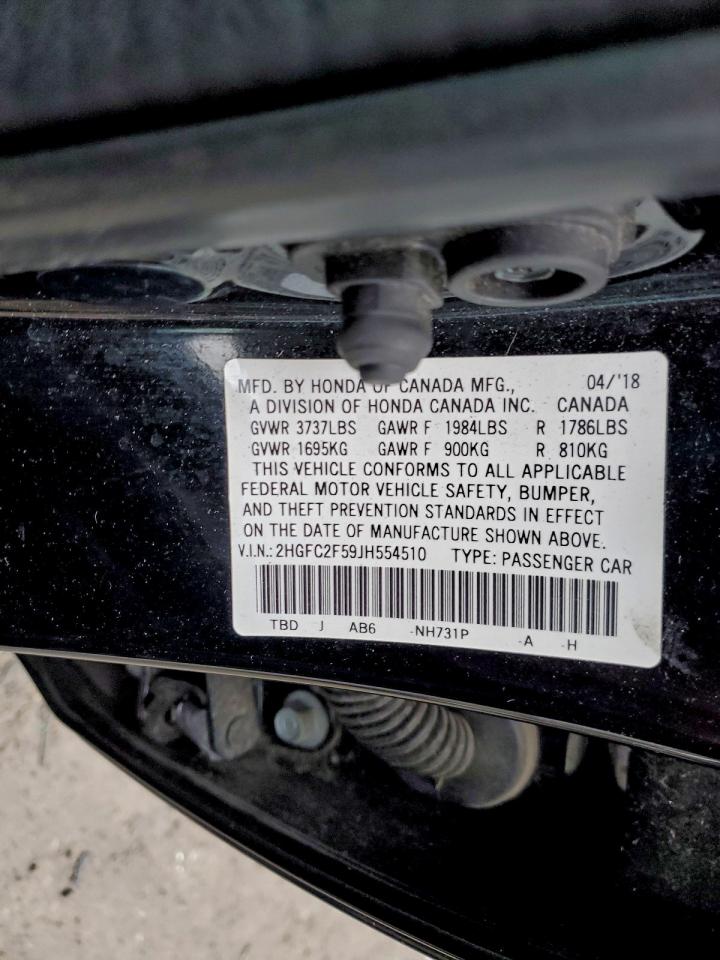 MFD. BY HONDA OF CANADA MFG., 04/'18
A DIVISION OF HONDA CANADA INC. CANADA
GVWR 3737LBS GAWR F 1984LBS R 1786LBS
GVWR 1695KG GAWR F 900KG R 810KG
THIS VEHICLE CONFORMS TO ALL APPLICABLE
FEDERAL MOTOR VEHICLE SAFETY, BUMPER,
AND THEFT PREVENTION STANDARDS IN EFFECT
ON THE DATE OF MANUFACTURE SHOWN ABOVE.
V.I.N.: 2HGFC2F59JH554510 TYPE: PASSENGER CAR
TBD J AB6 -NH731P -A -H